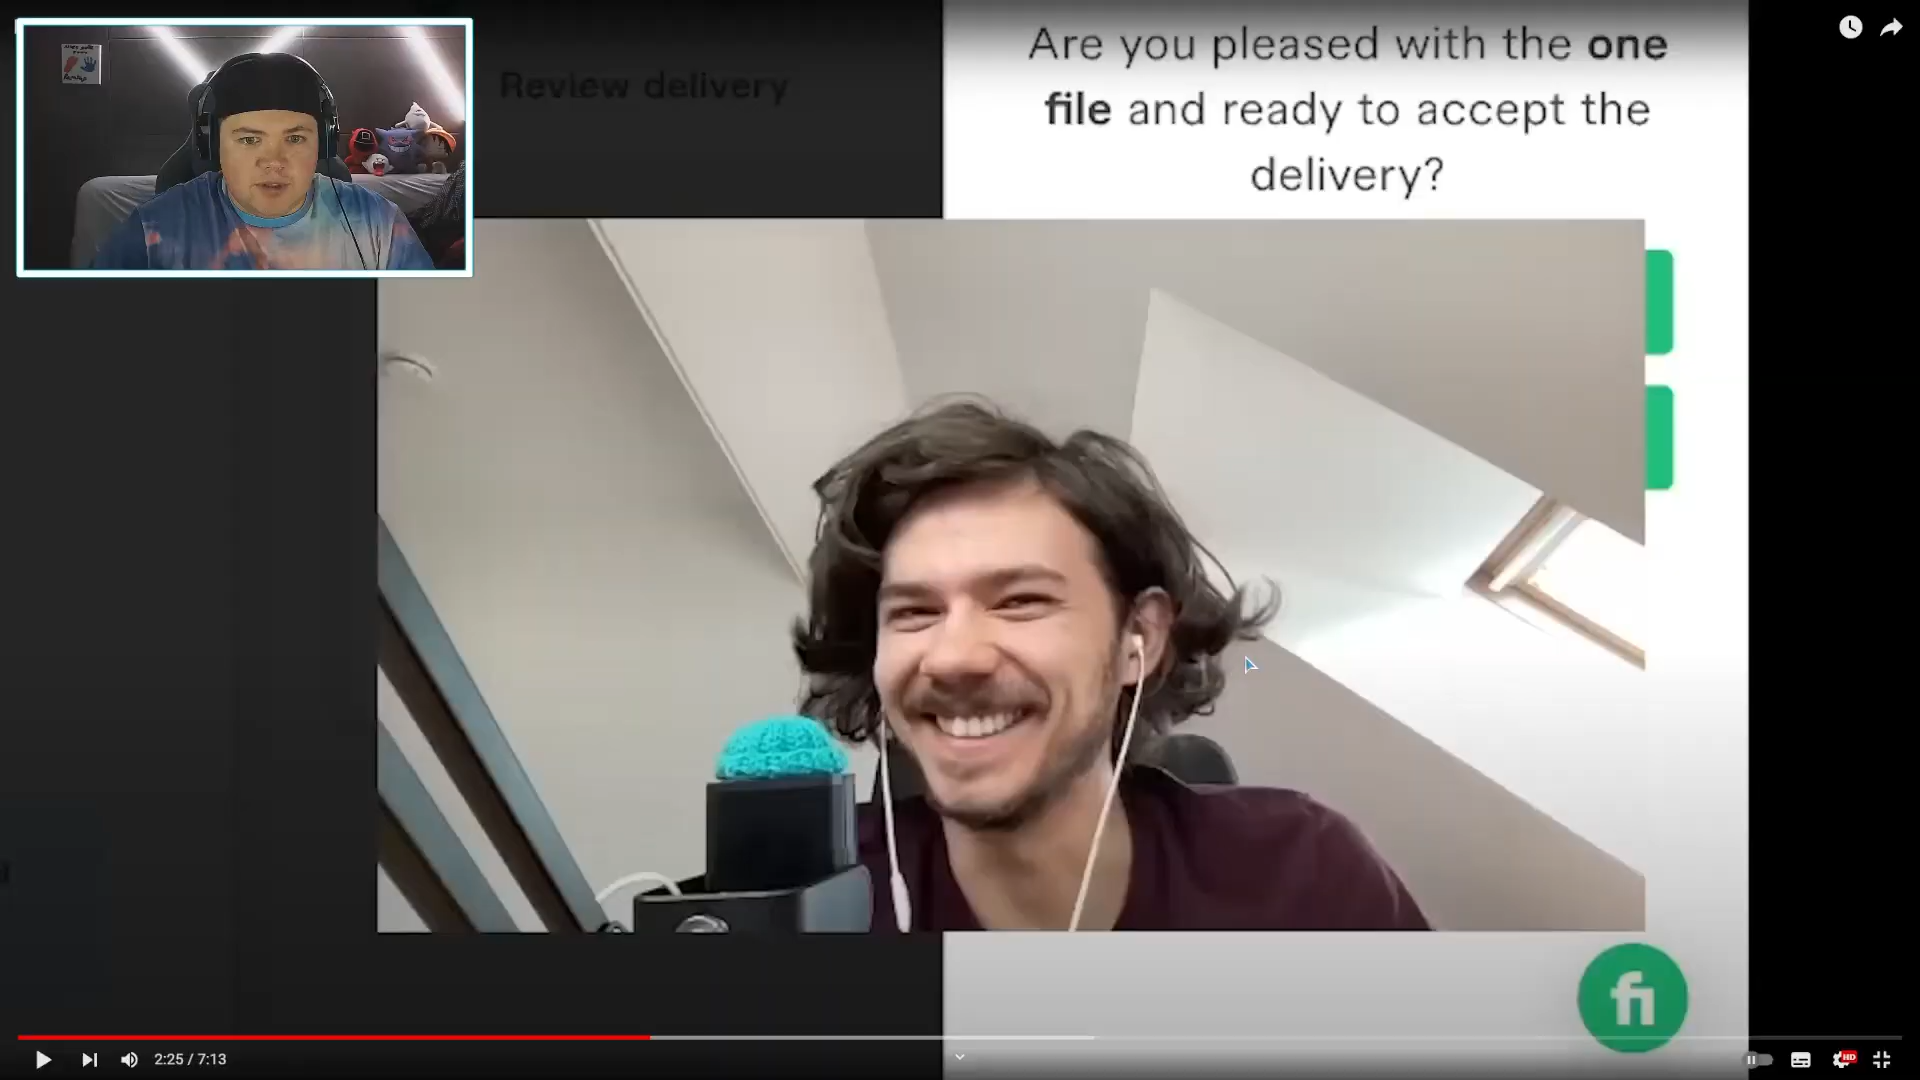 Review delivery
Are you pleased with the one
file and ready to accept the
delivery?
fi
2:25 / 7:13
HD